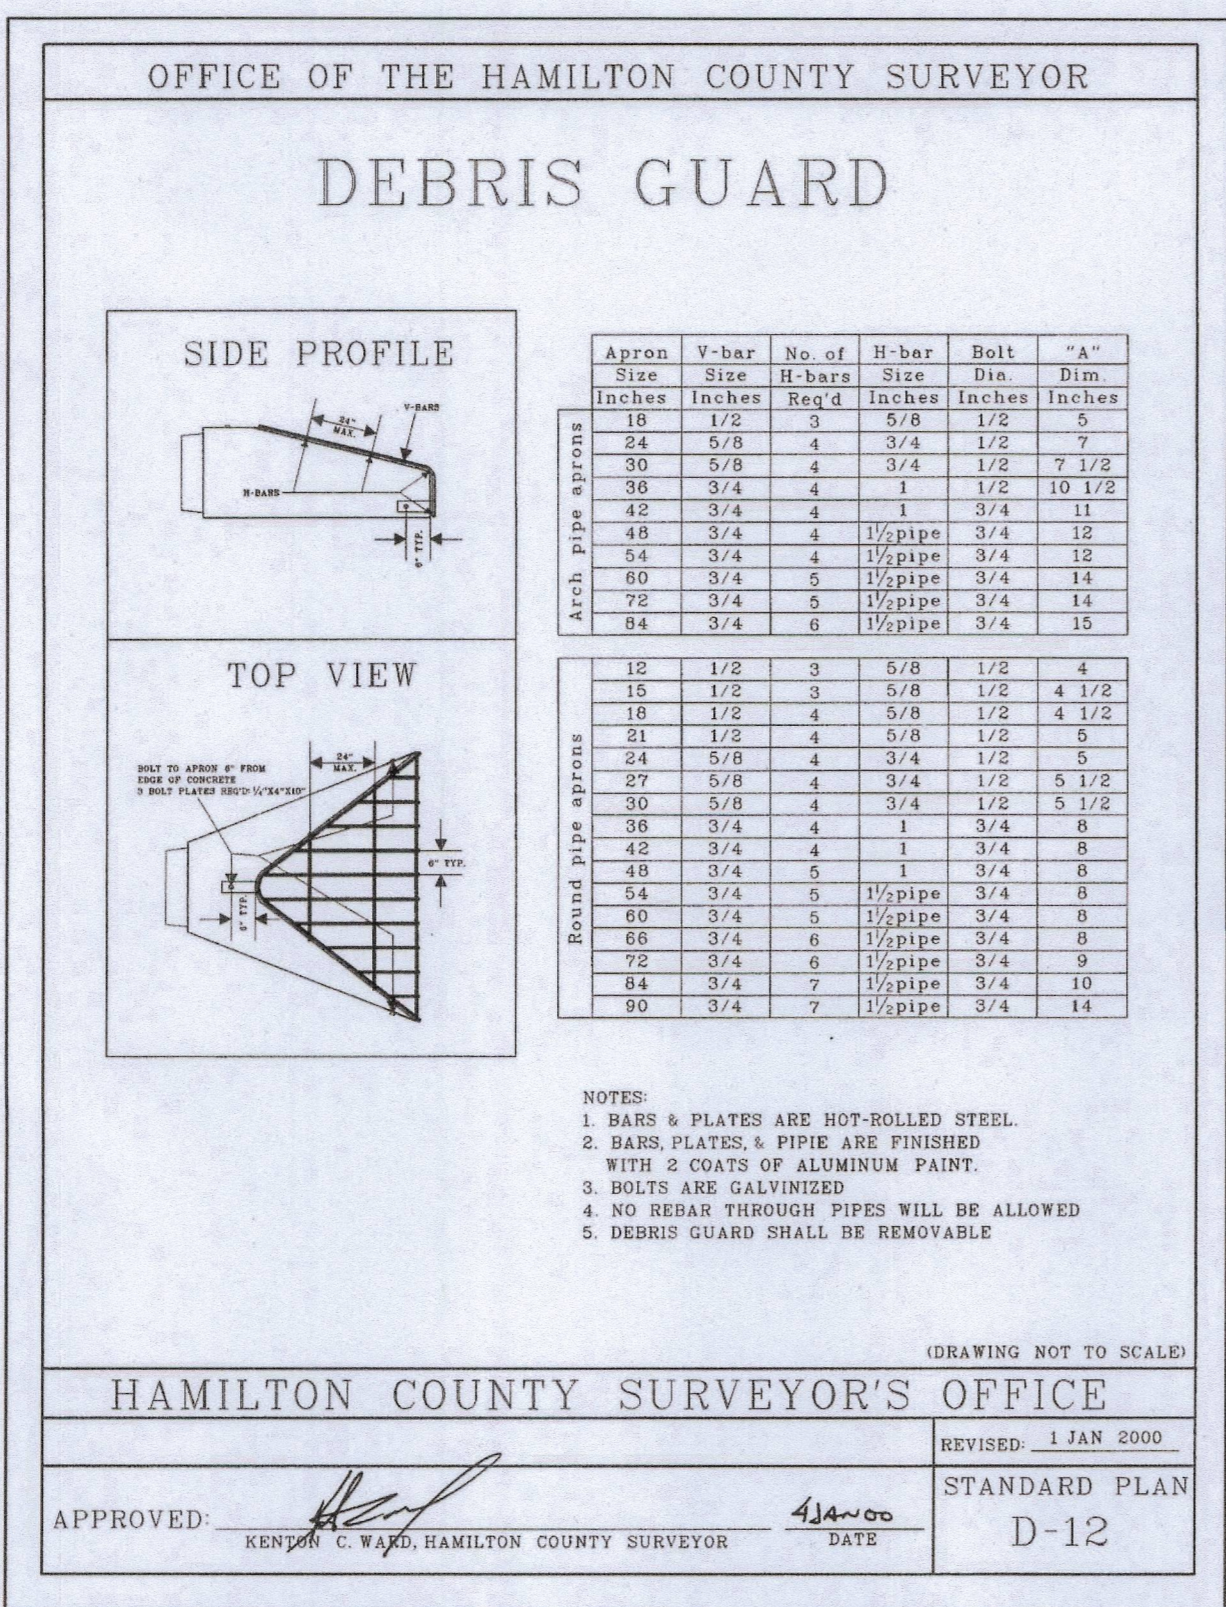 OFFICE OF THE HAMILTON COUNTY SURVEYOR
DEBRIS GUARD
SIDE PROFILE
24"
MAX.
V-BARS
H-BARS
6" TYP.
TOP VIEW
BOLT TO APRON 6" FROM
EDGE OF CONCRETE
3 BOLT PLATES REQ'D: 1/4"X4"X10"
24"
MAX.
6" TYP.
6" TYP.
Apron V-bar No. of H-bar Bolt "A"
Size Size H-bars Size Dia. Dim.
Inches Inches Req'd Inches Inches Inches
Arch pipe aprons
18 1/2 3 5/8 1/2 5
24 5/8 4 3/4 1/2 7
30 5/8 4 3/4 1/2 7 1/2
36 3/4 4 1 1/2 10 1/2
42 3/4 4 1 3/4 11
48 3/4 4 1½pipe 3/4 12
54 3/4 4 1½pipe 3/4 12
60 3/4 5 1½pipe 3/4 14
72 3/4 5 1½pipe 3/4 14
84 3/4 6 1½pipe 3/4 15
Round pipe aprons
12 1/2 3 5/8 1/2 4
15 1/2 3 5/8 1/2 4 1/2
18 1/2 4 5/8 1/2 4 1/2
21 1/2 4 5/8 1/2 5
24 5/8 4 3/4 1/2 5
27 5/8 4 3/4 1/2 5 1/2
30 5/8 4 3/4 1/2 5 1/2
36 3/4 4 1 3/4 8
42 3/4 4 1 3/4 8
48 3/4 5 1 3/4 8
54 3/4 5 1½pipe 3/4 8
60 3/4 5 1½pipe 3/4 8
66 3/4 6 1½pipe 3/4 8
72 3/4 6 1½pipe 3/4 9
84 3/4 7 1½pipe 3/4 10
90 3/4 7 1½pipe 3/4 14
NOTES:
1. BARS & PLATES ARE HOT-ROLLED STEEL.
2. BARS, PLATES, & PIPIE ARE FINISHED
WITH 2 COATS OF ALUMINUM PAINT.
3. BOLTS ARE GALVINIZED
4. NO REBAR THROUGH PIPES WILL BE ALLOWED
5. DEBRIS GUARD SHALL BE REMOVABLE
(DRAWING NOT TO SCALE)
HAMILTON COUNTY SURVEYOR'S OFFICE
REVISED: 1 JAN 2000
APPROVED:
KENTON C. WARD, HAMILTON COUNTY SURVEYOR
4 JAN 00
DATE
STANDARD PLAN
D-12